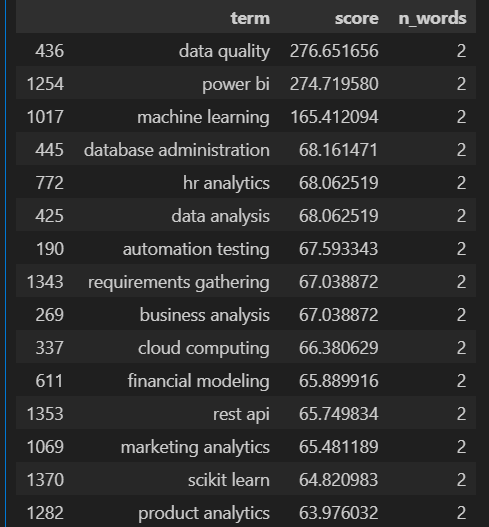 term score n_words
436 data quality 276.651656 2
1254 power bi 274.719580 2
1017 machine learning 165.412094 2
445 database administration 68.161471 2
772 hr analytics 68.062519 2
425 data analysis 68.062519 2
190 automation testing 67.593343 2
1343 requirements gathering 67.038872 2
269 business analysis 67.038872 2
337 cloud computing 66.380629 2
611 financial modeling 65.889916 2
1353 rest api 65.749834 2
1069 marketing analytics 65.481189 2
1370 scikit learn 64.820983 2
1282 product analytics 63.976032 2